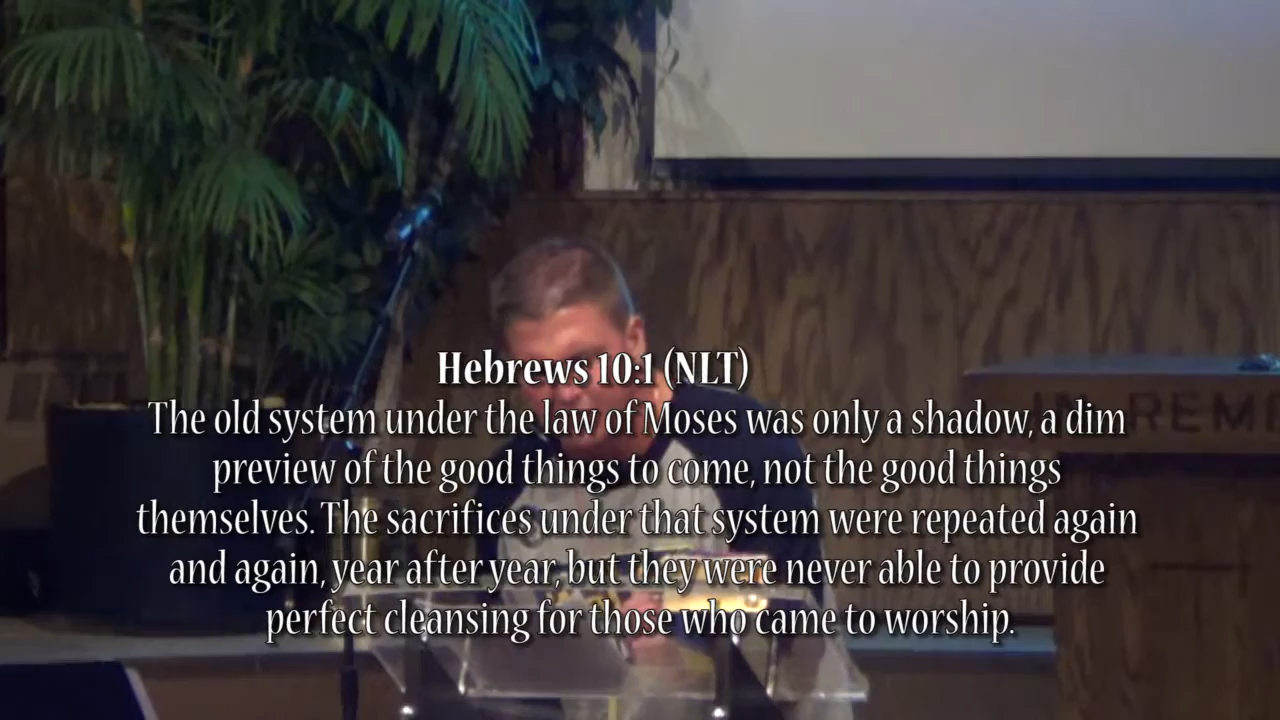 Hebrews 10:1 (NLT)
The old system under the law of Moses was only a shadow, a dim
preview of the good things to come, not the good things
themselves. The sacrifices under that system were repeated again
and again, year after year, but they were never able to provide
perfect cleansing for those who came to worship.
IN REM